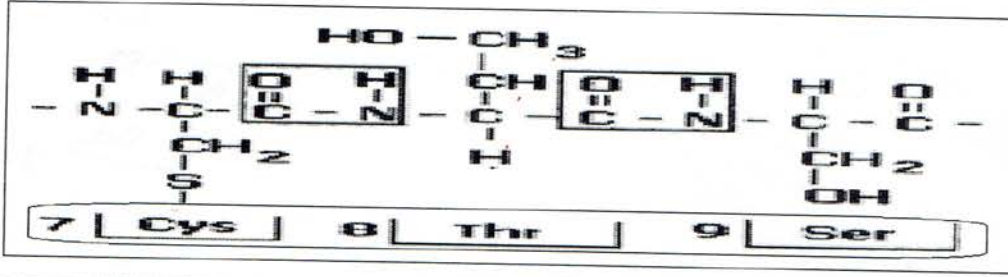 HO — CH3
H H O H CH O H H O
– N – C – C – N – C – C – N – C – C –
CH2 H CH2
S OH
7 Cys 8 Thr 9 Ser